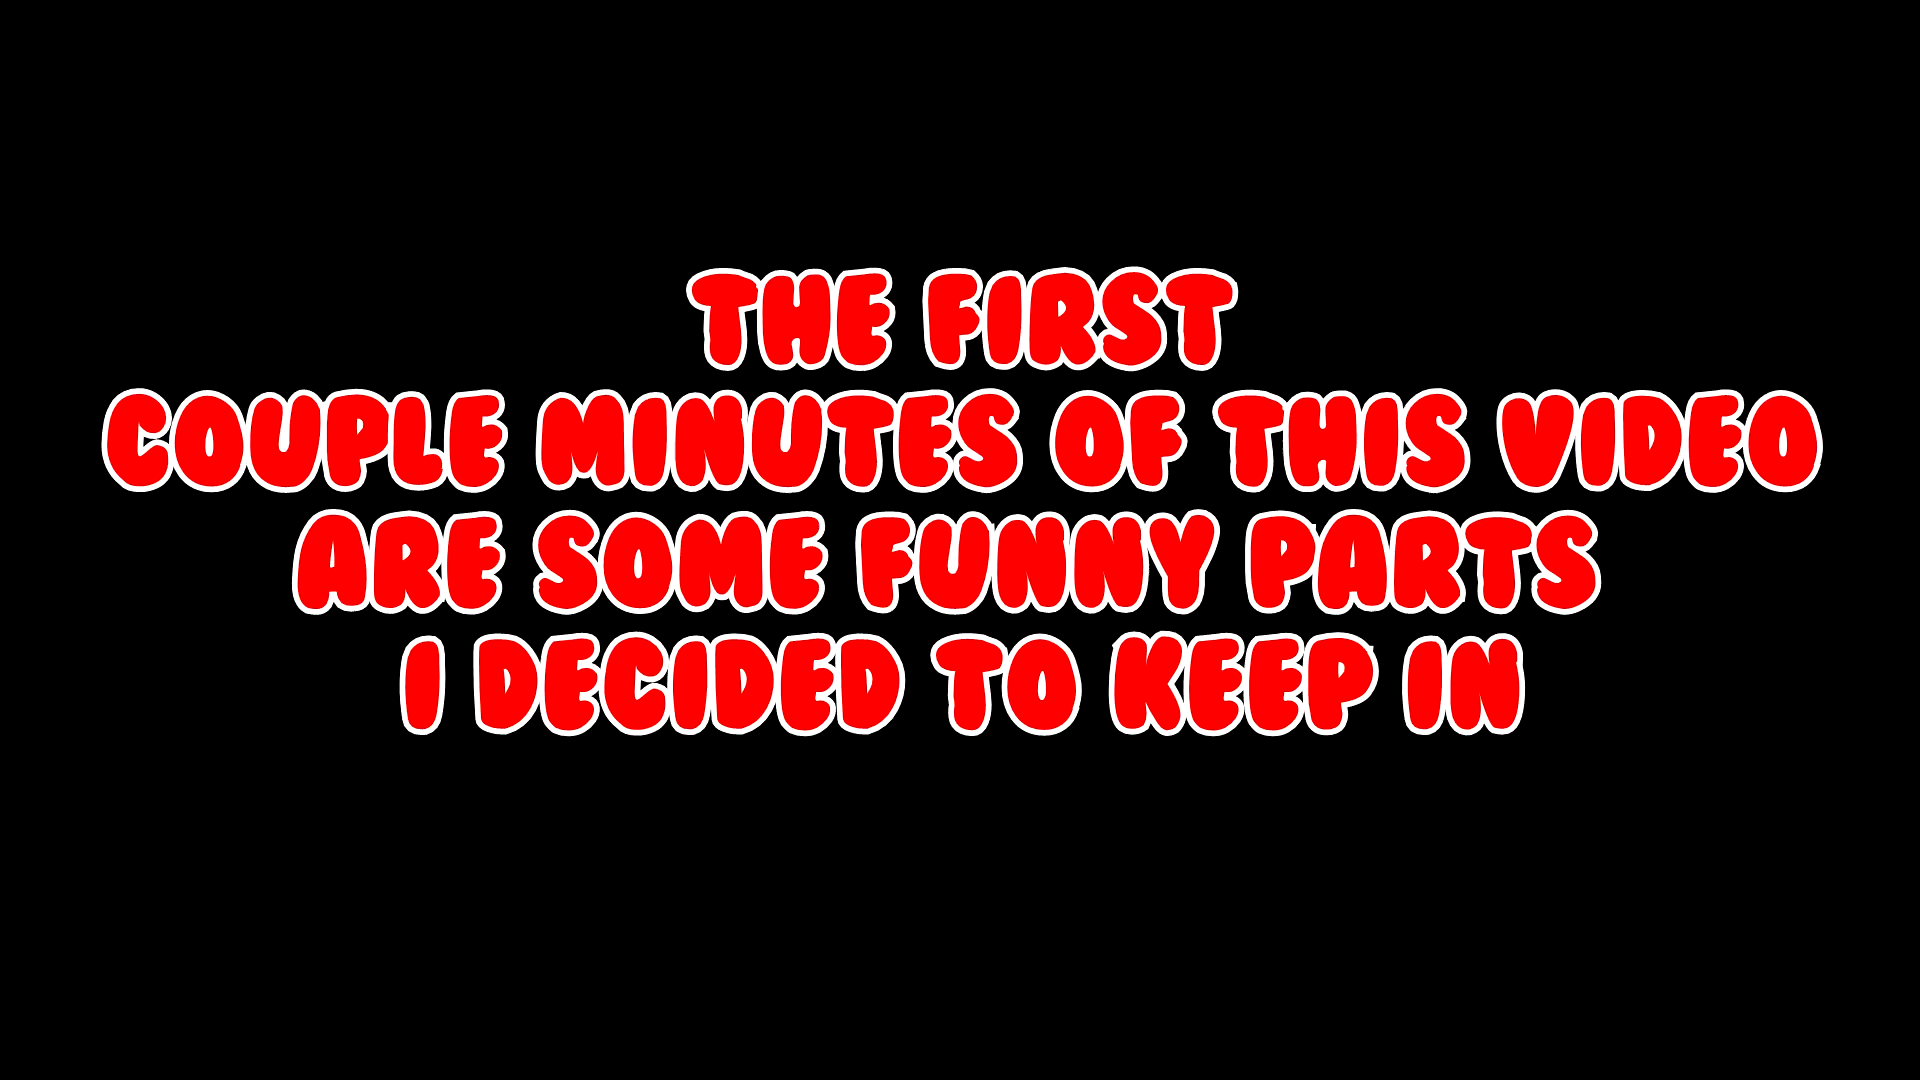 THE FIRST
COUPLE MINUTES OF THIS VIDEO
ARE SOME FUNNY PARTS
I DECIDED TO KEEP IN